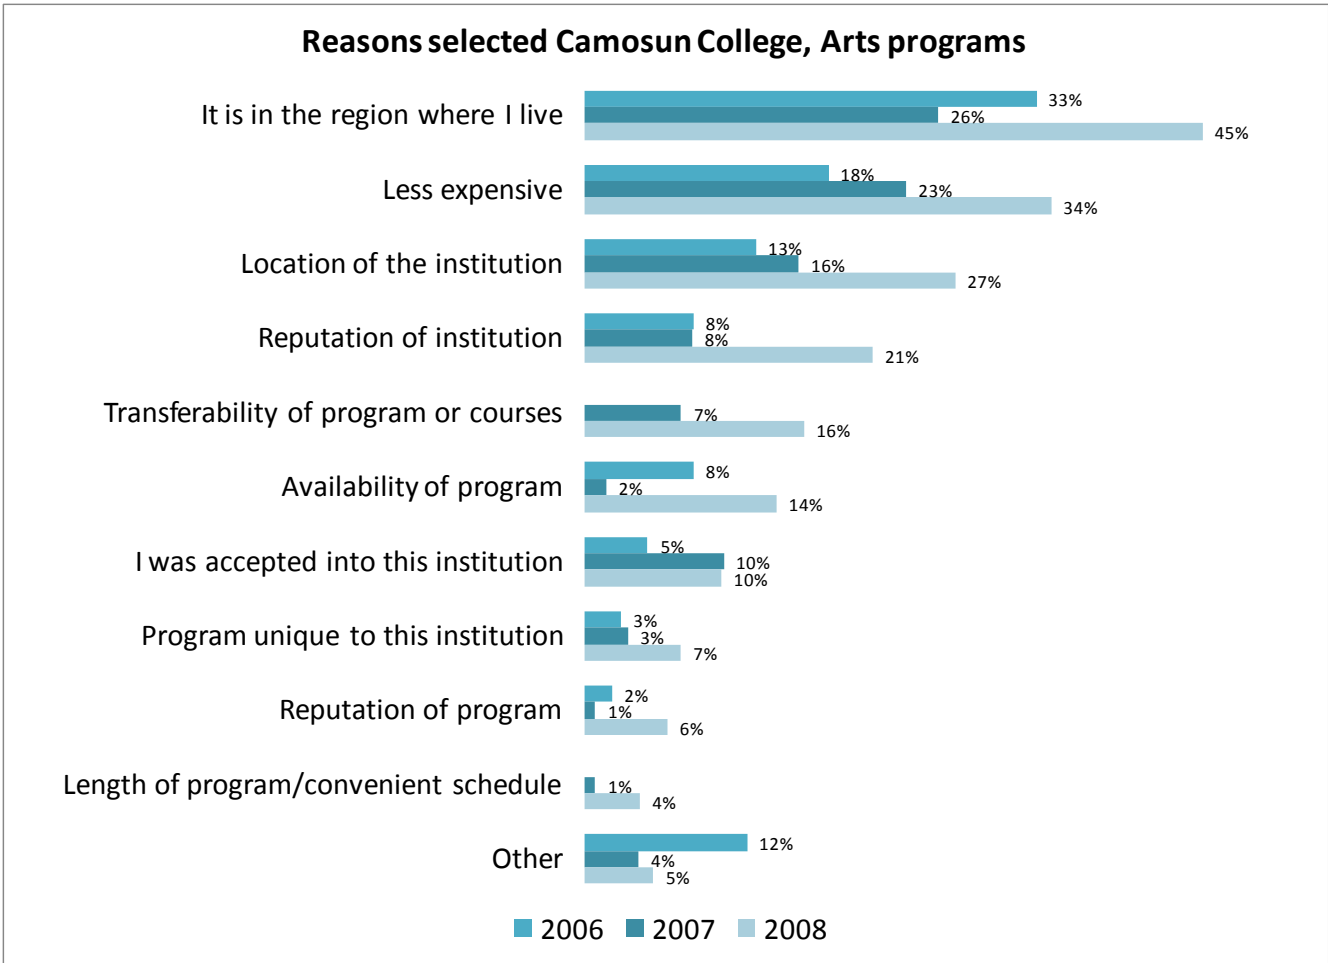 Reasons selected Camosun College, Arts programs
It is in the region where I live
33%
26%
45%
Less expensive
18%
23%
34%
Location of the institution
13%
16%
27%
Reputation of institution
8%
8%
21%
Transferability of program or courses
7%
16%
Availability of program
8%
2%
14%
I was accepted into this institution
5%
10%
10%
Program unique to this institution
3%
3%
7%
Reputation of program
2%
1%
6%
Length of program/convenient schedule
1%
4%
Other
12%
4%
5%
2006 2007 2008